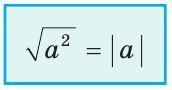 √a² = |a|